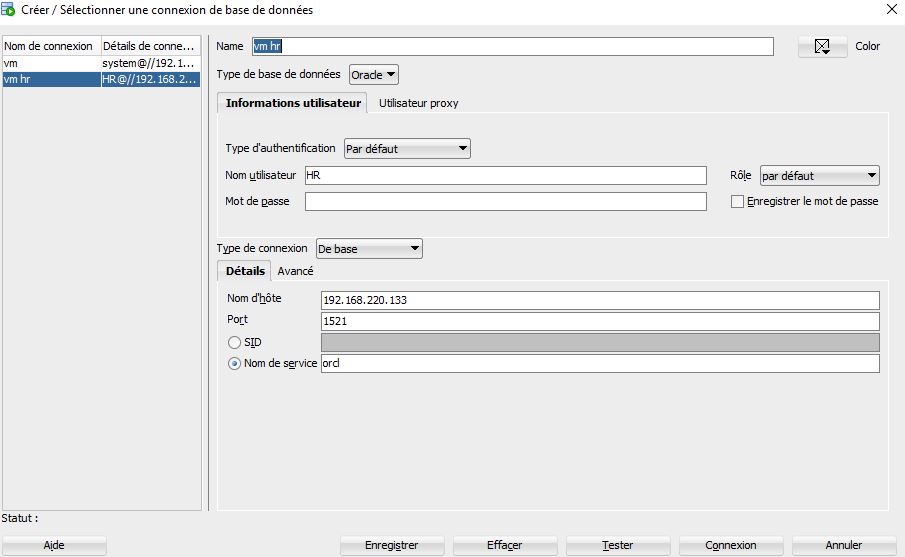 Créer / Sélectionner une connexion de base de données
Nom de connexion Détails de conne...
vm system@//192.1...
vm hr HR@//192.168.2...
Name vm hr Color
Type de base de données Oracle
Informations utilisateur Utilisateur proxy
Type d'authentification Par défaut
Nom utilisateur HR Rôle par défaut
Mot de passe Enregistrer le mot de passe
Type de connexion De base
Détails Avancé
Nom d'hôte 192.168.220.133
Port 1521
SID
Nom de service orcl
Statut :
Aide Enregistrer Effacer Tester Connexion Annuler